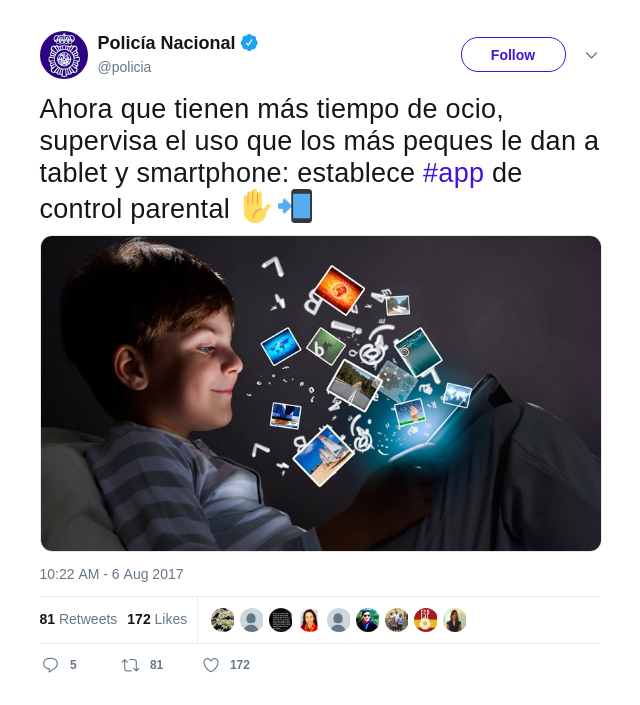 Policía Nacional
@policia
Follow
Ahora que tienen más tiempo de ocio,
supervisa el uso que los más peques le dan a
tablet y smartphone: establece #app de
control parental
10:22 AM - 6 Aug 2017
81 Retweets 172 Likes
5 81 172